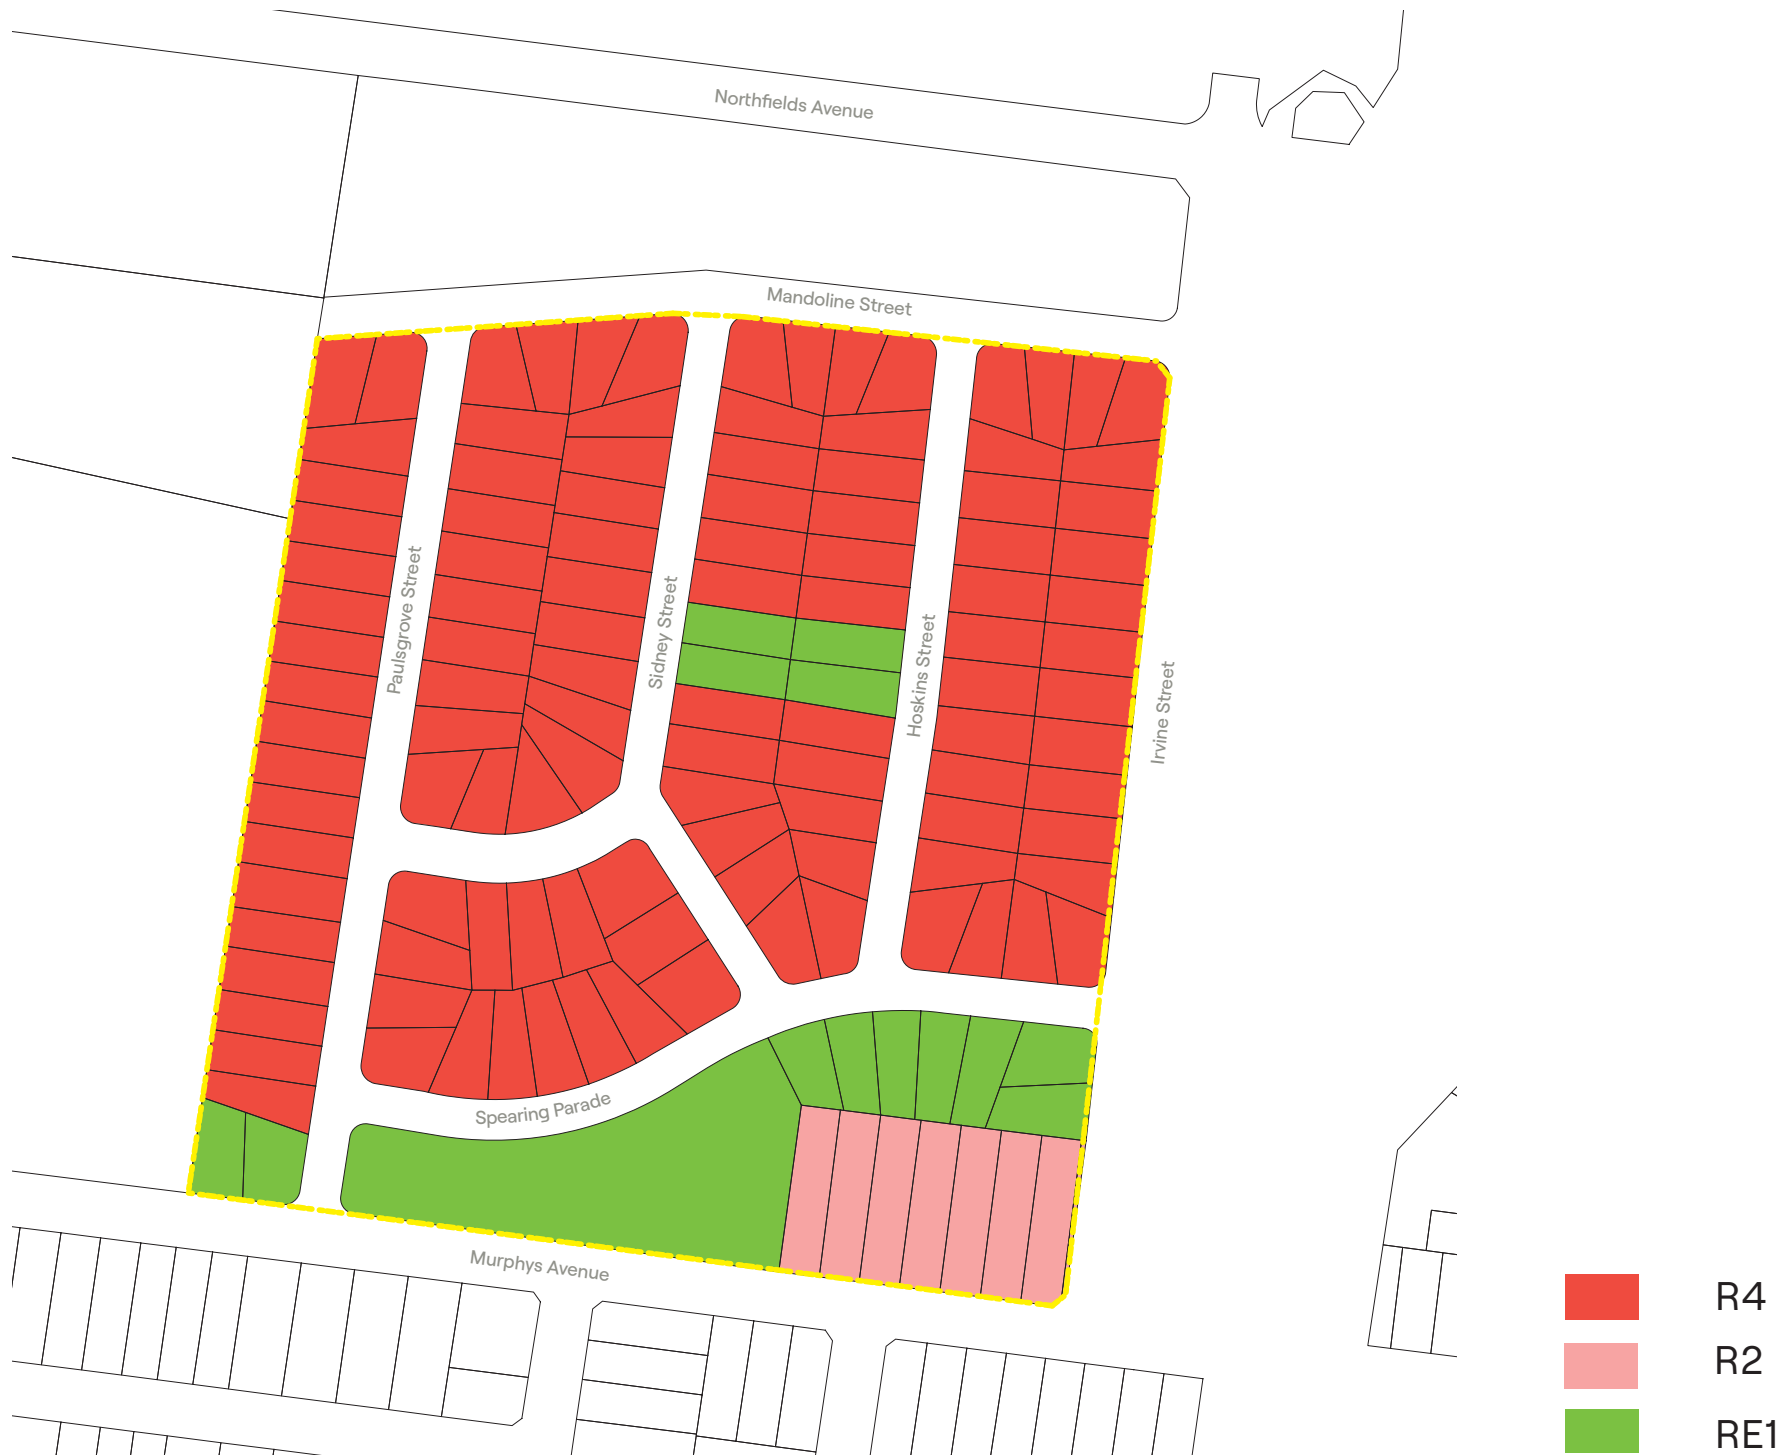 Northfields Avenue
Mandoline Street
Paulsgrove Street
Sidney Street
Hoskins Street
Irvine Street
Spearing Parade
Murphys Avenue
R4
R2
RE1